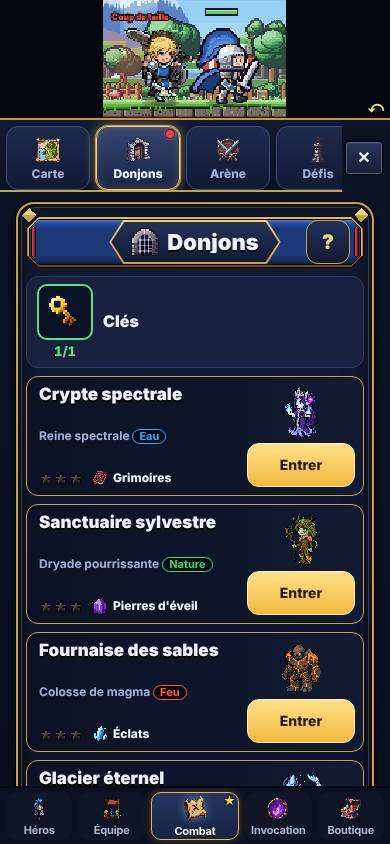 Coup de taille
Carte
Donjons
Arène
Défis
Donjons
?
Clés
1/1
Crypte spectrale
Reine spectrale Eau
Grimoires
Entrer
Sanctuaire sylvestre
Dryade pourrissante Nature
Pierres d'éveil
Entrer
Fournaise des sables
Colosse de magma Feu
Éclats
Entrer
Glacier éternel
Héros
Équipe
Combat
Invocation
Boutique